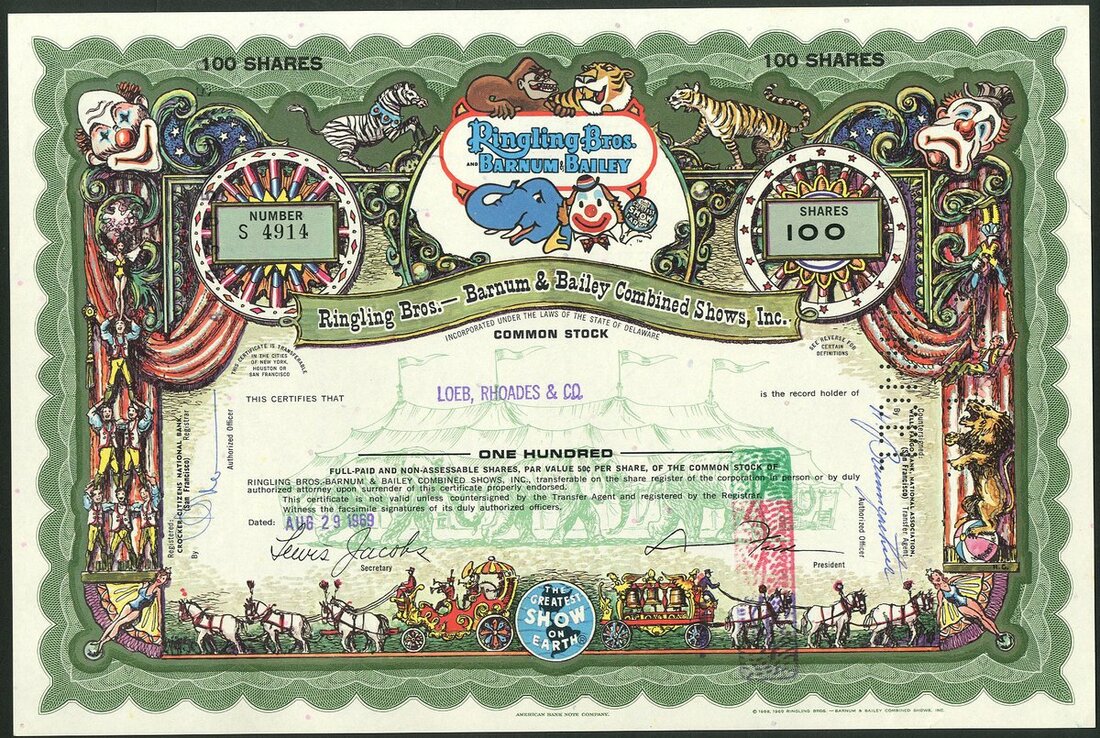 100 SHARES
100 SHARES
Ringling Bros.
AND BARNUM & BAILEY
NUMBER
S 4914
SHARES
100
Ringling Bros.— Barnum & Bailey Combined Shows, Inc.
INCORPORATED UNDER THE LAWS OF THE STATE OF DELAWARE
COMMON STOCK
THIS CERTIFICATE IS TRANSFERABLE
IN THE CITIES
OF NEW YORK,
HOUSTON OR
SAN FRANCISCO
SEE REVERSE FOR
CERTAIN
DEFINITIONS
THIS CERTIFIES THAT
LOEB, RHOADES & CO.
is the record holder of
ONE HUNDRED
FULL-PAID AND NON-ASSESSABLE SHARES, PAR VALUE 50¢ PER SHARE, OF THE COMMON STOCK OF
RINGLING BROS.-BARNUM & BAILEY COMBINED SHOWS, INC., transferable on the share register of the corporation in person or by duly
authorized attorney upon surrender of this certificate properly endorsed.
This certificate is not valid unless countersigned by the Transfer Agent and registered by the Registrar.
Witness the facsimile signatures of its duly authorized officers.
Dated: AUG 29 1969
Lewis Jacobs
Secretary
President
Registered:
CROCKER-CITIZENS NATIONAL BANK,
(San Francisco) Registrar
By
Authorized Officer
Countersigned:
WELLS FARGO BANK, NATIONAL ASSOCIATION,
(San Francisco) Transfer Agent,
By
Authorized Officer
THE
GREATEST
SHOW
ON
EARTH®
AMERICAN BANK NOTE COMPANY.
© 1968, 1969 RINGLING BROS.—BARNUM & BAILEY COMBINED SHOWS, INC.